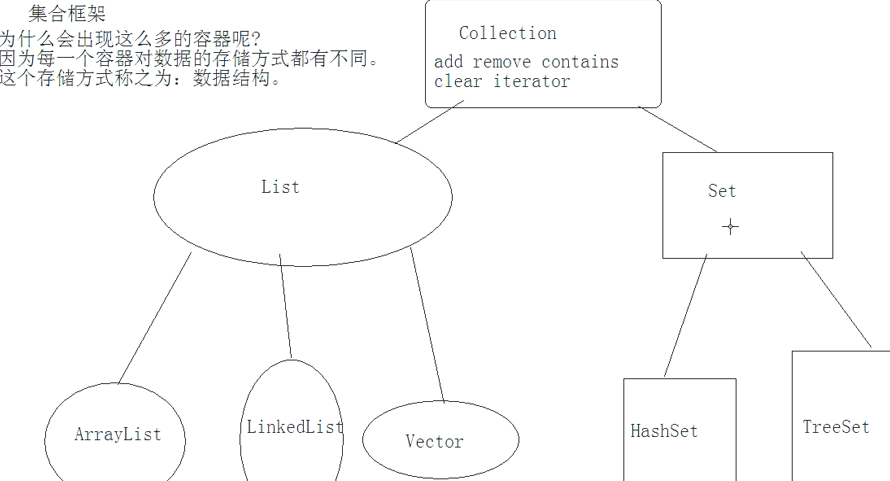 集合框架
为什么会出现这么多的容器呢?
因为每一个容器对数据的存储方式都有不同。
这个存储方式称之为: 数据结构。
Collection
add remove contains
clear iterator
List
Set
ArrayList
LinkedList
Vector
HashSet
TreeSet